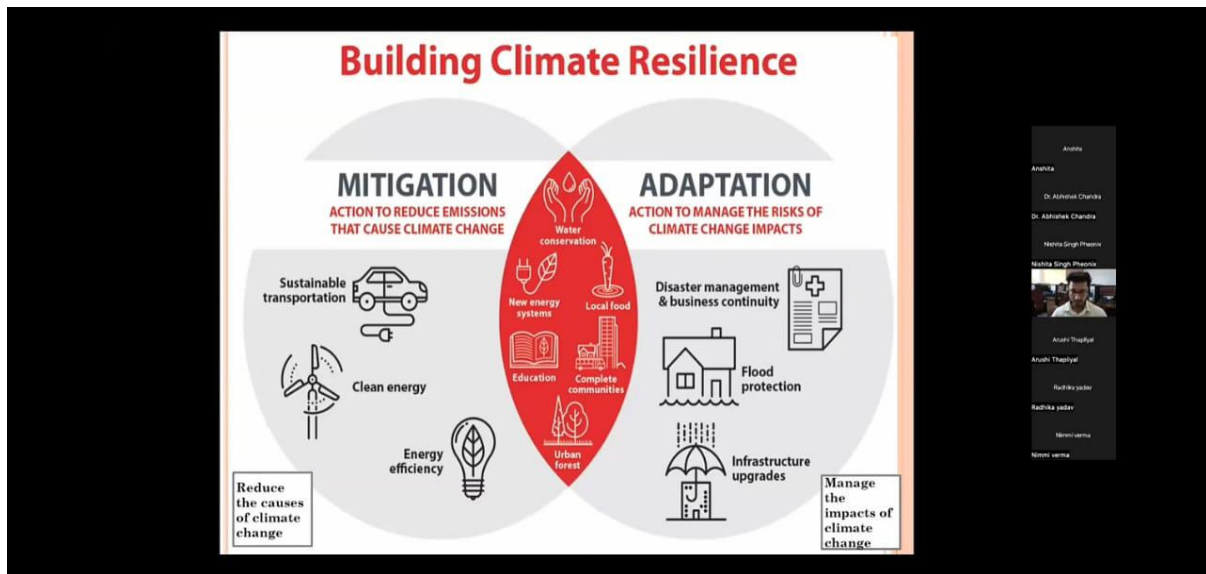 Building Climate Resilience
MITIGATION
ACTION TO REDUCE EMISSIONS
THAT CAUSE CLIMATE CHANGE
Sustainable
transportation
Clean energy
Energy
efficiency
Reduce
the causes
of climate
change
Water
conservation
New energy
systems
Local food
Education
Complete
communities
Urban
forest
ADAPTATION
ACTION TO MANAGE THE RISKS OF
CLIMATE CHANGE IMPACTS
Disaster management
& business continuity
Flood
protection
Infrastructure
upgrades
Manage
the
impacts of
climate
change
Anshita
Anshita
Dr. Abhishek Chandra
Dr. Abhishek Chandra
Nishita Singh Pheonix
Nishita Singh Pheonix
Arushi Thapliyal
Arushi Thapliyal
Radhika yadav
Radhika yadav
Nimmi verma
Nimmi verma